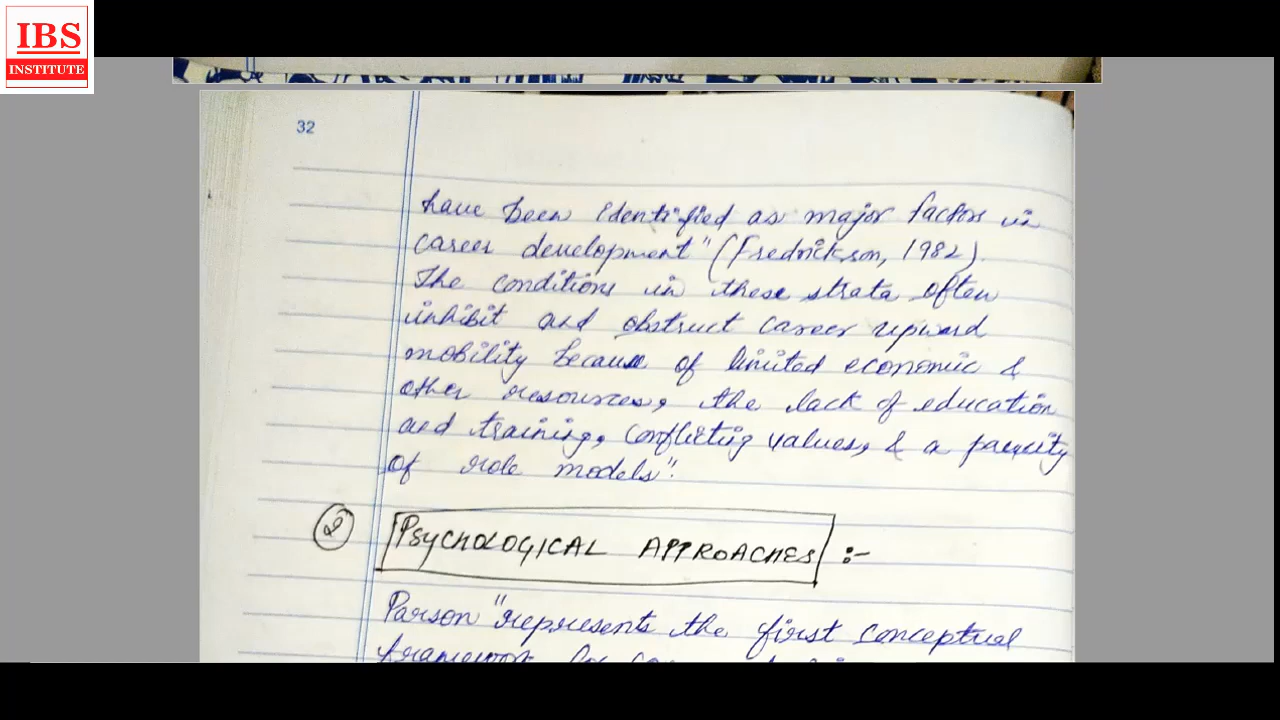 IBS
INSTITUTE
32
have been identified as major factors in
career development" (Fredrickson, 1982).
The conditions in these strata often
inhibit and obstruct career upward
mobility because of limited economic &
other resources, the lack of education
and training, conflicting values, & a paucity
of role models".
② PSYCHOLOGICAL APPROACHES :-
Parson "represents the first conceptual
framework for